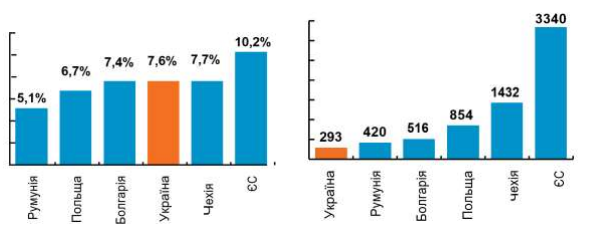 5,1%
6,7%
7,4%
7,6%
7,7%
10,2%
Румунія
Польща
Болгарія
Україна
Чехія
ЄС
293
420
516
854
1432
3340
Україна
Румунія
Болгарія
Польща
чехія
ЄС